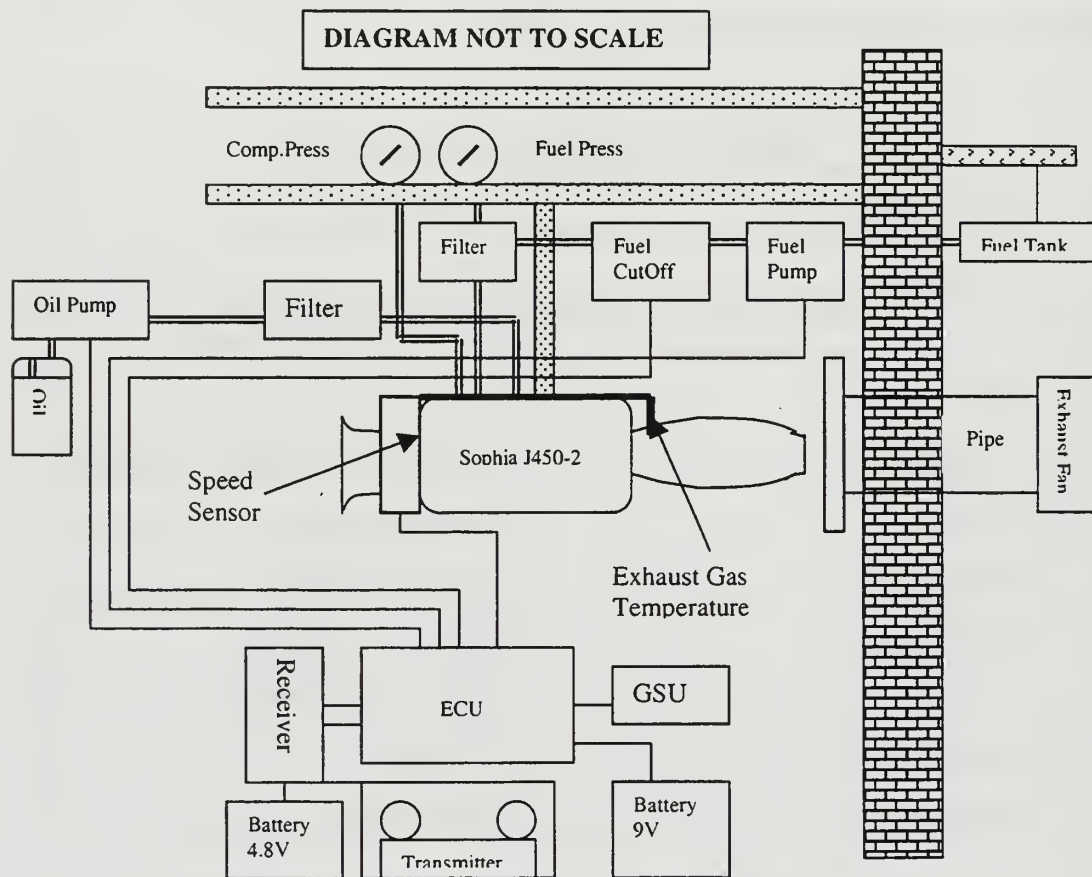 DIAGRAM NOT TO SCALE
Comp.Press
Fuel Press
Filter
Fuel
CutOff
Fuel
Pump
Fuel Tank
Oil Pump
Filter
Oil
Sophia J450-2
Pipe
Exhaust Fan
Speed
Sensor
Exhaust Gas
Temperature
Receiver
ECU
GSU
Battery
4.8V
Transmitter
Battery
9V